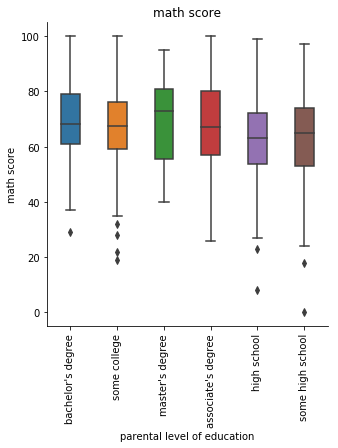 math score
100
80
60
40
20
0
math score
bachelor's degree
some college
master's degree
associate's degree
high school
some high school
parental level of education